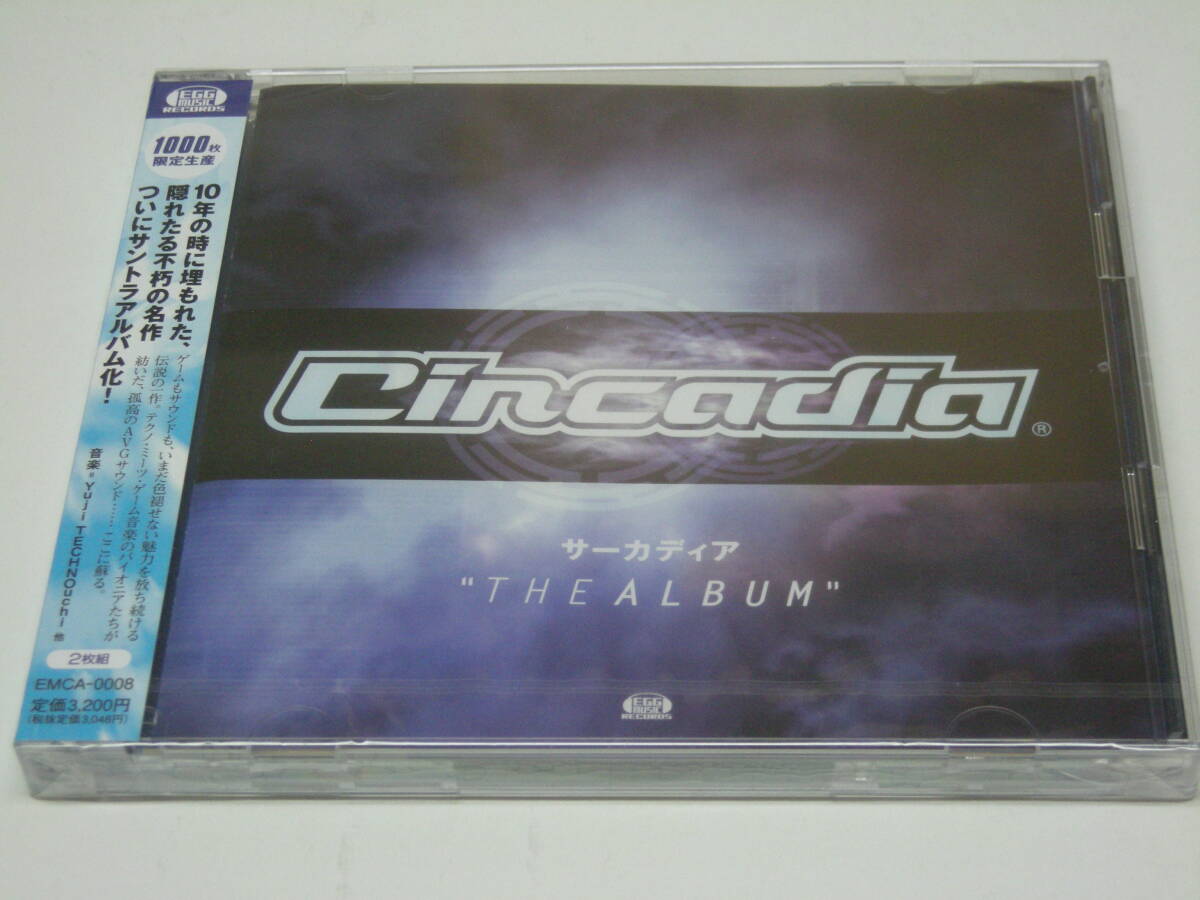 EGG
MUSIC
RECORDS
1000枚
限定生産
10年の時に埋もれた、
隠れたる不朽の名作
ついにサントラアルバム化！
ゲームもサウンドも、いまだ色褪せない魅力を放ち続ける
伝説の一作。テクノ・ミーツ・ゲーム音楽のパイオニアたちが
紡いだ、孤高のAVGサウンド……ここに蘇る。
音楽=Yuji TECHNOuchi 他
2枚組
EMCA-0008
定価3,200円
(税抜定価3,048円)
Circadia ®
サーカディア
"THE ALBUM"
EGG
MUSIC
RECORDS